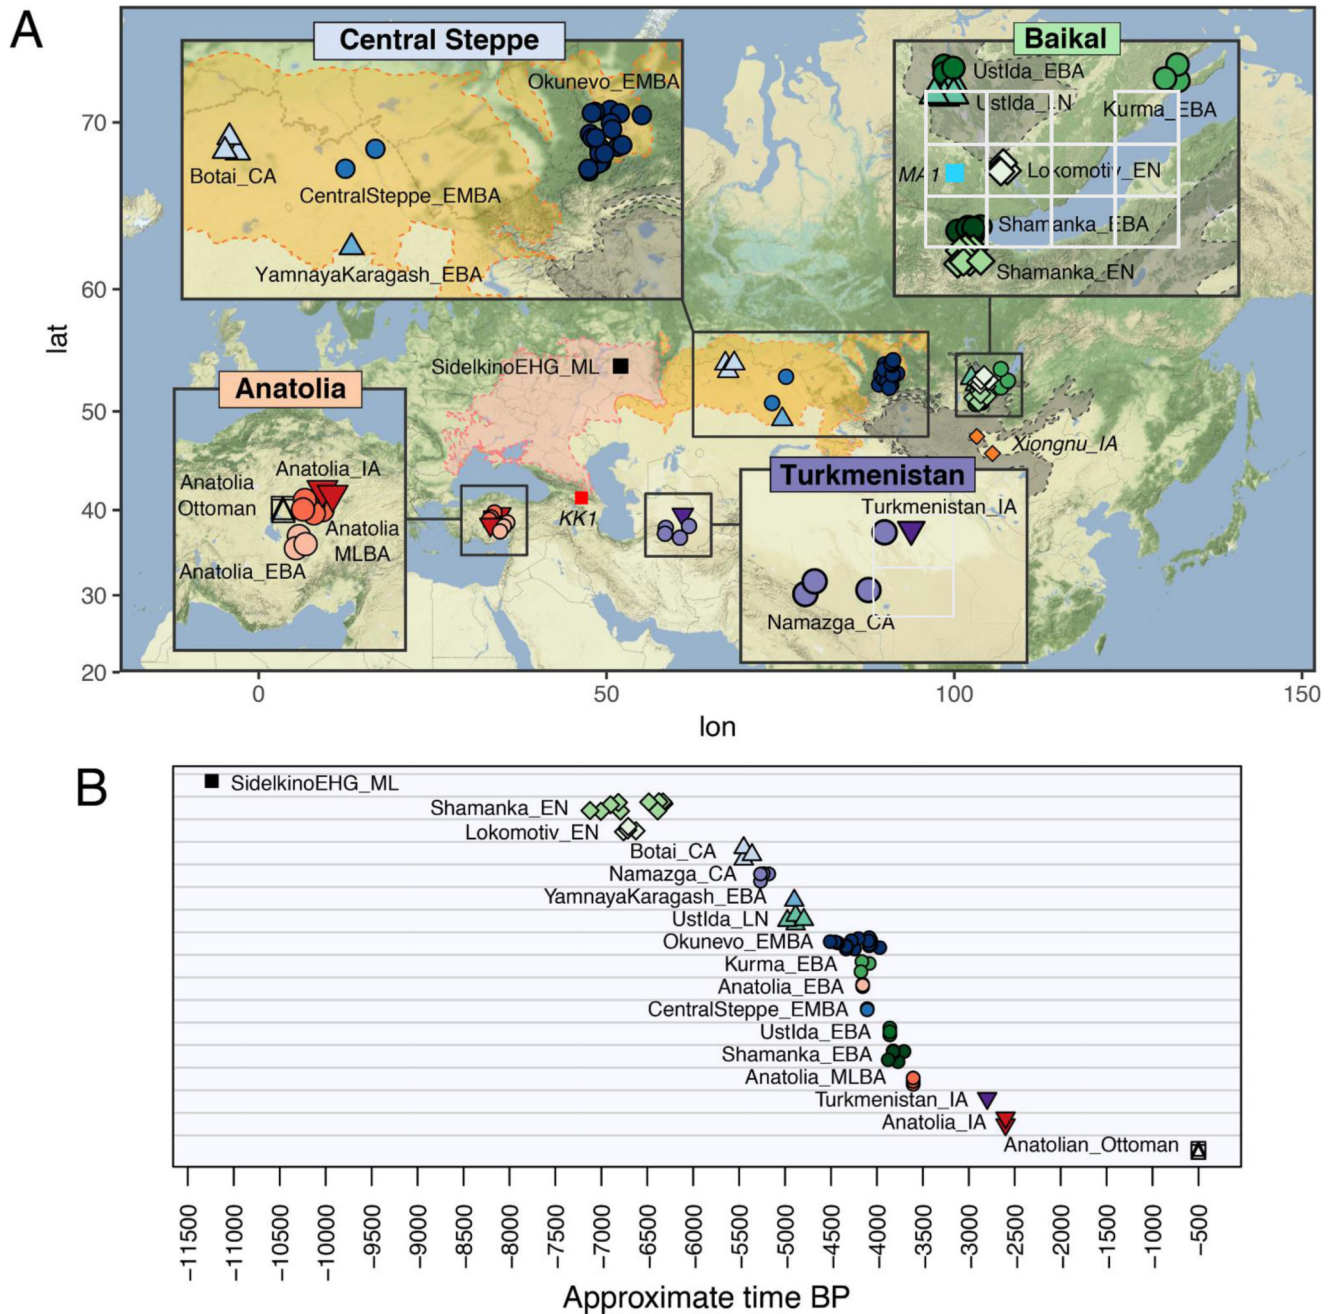 A
Central Steppe
Baikal
Okunevo_EMBA
UstIda_EBA
UstIda_LN
Kurma_EBA
70
Botai_CA
CentralSteppe_EMBA
MA1
Lokomotiv_EN
Shamanka_EBA
YamnayaKaragash_EBA
Shamanka_EN
60
lat
SidelkinoEHG_ML
Anatolia
50
Xiongnu_IA
Turkmenistan
Anatolia_IA
Anatolia
Ottoman
Turkmenistan_IA
40
KK1
Anatolia
MLBA
Anatolia_EBA
30
Namazga_CA
20
0
50
100
150
lon
B
SidelkinoEHG_ML
Shamanka_EN
Lokomotiv_EN
Botai_CA
Namazga_CA
YamnayaKaragash_EBA
UstIda_LN
Okunevo_EMBA
Kurma_EBA
Anatolia_EBA
CentralSteppe_EMBA
UstIda_EBA
Shamanka_EBA
Anatolia_MLBA
Turkmenistan_IA
Anatolia_IA
Anatolian_Ottoman
−11500
−11000
−10500
−10000
−9500
−9000
−8500
−8000
−7500
−7000
−6500
−6000
−5500
−5000
−4500
−4000
−3500
−3000
−2500
−2000
−1500
−1000
−500
Approximate time BP